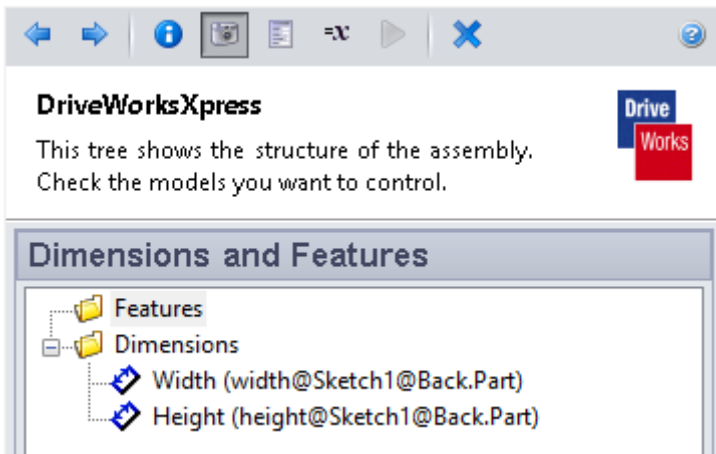 =x
?
DriveWorksXpress
Drive
Works
This tree shows the structure of the assembly.
Check the models you want to control.
Dimensions and Features
Features
Dimensions
Width (width@Sketch1@Back.Part)
Height (height@Sketch1@Back.Part)